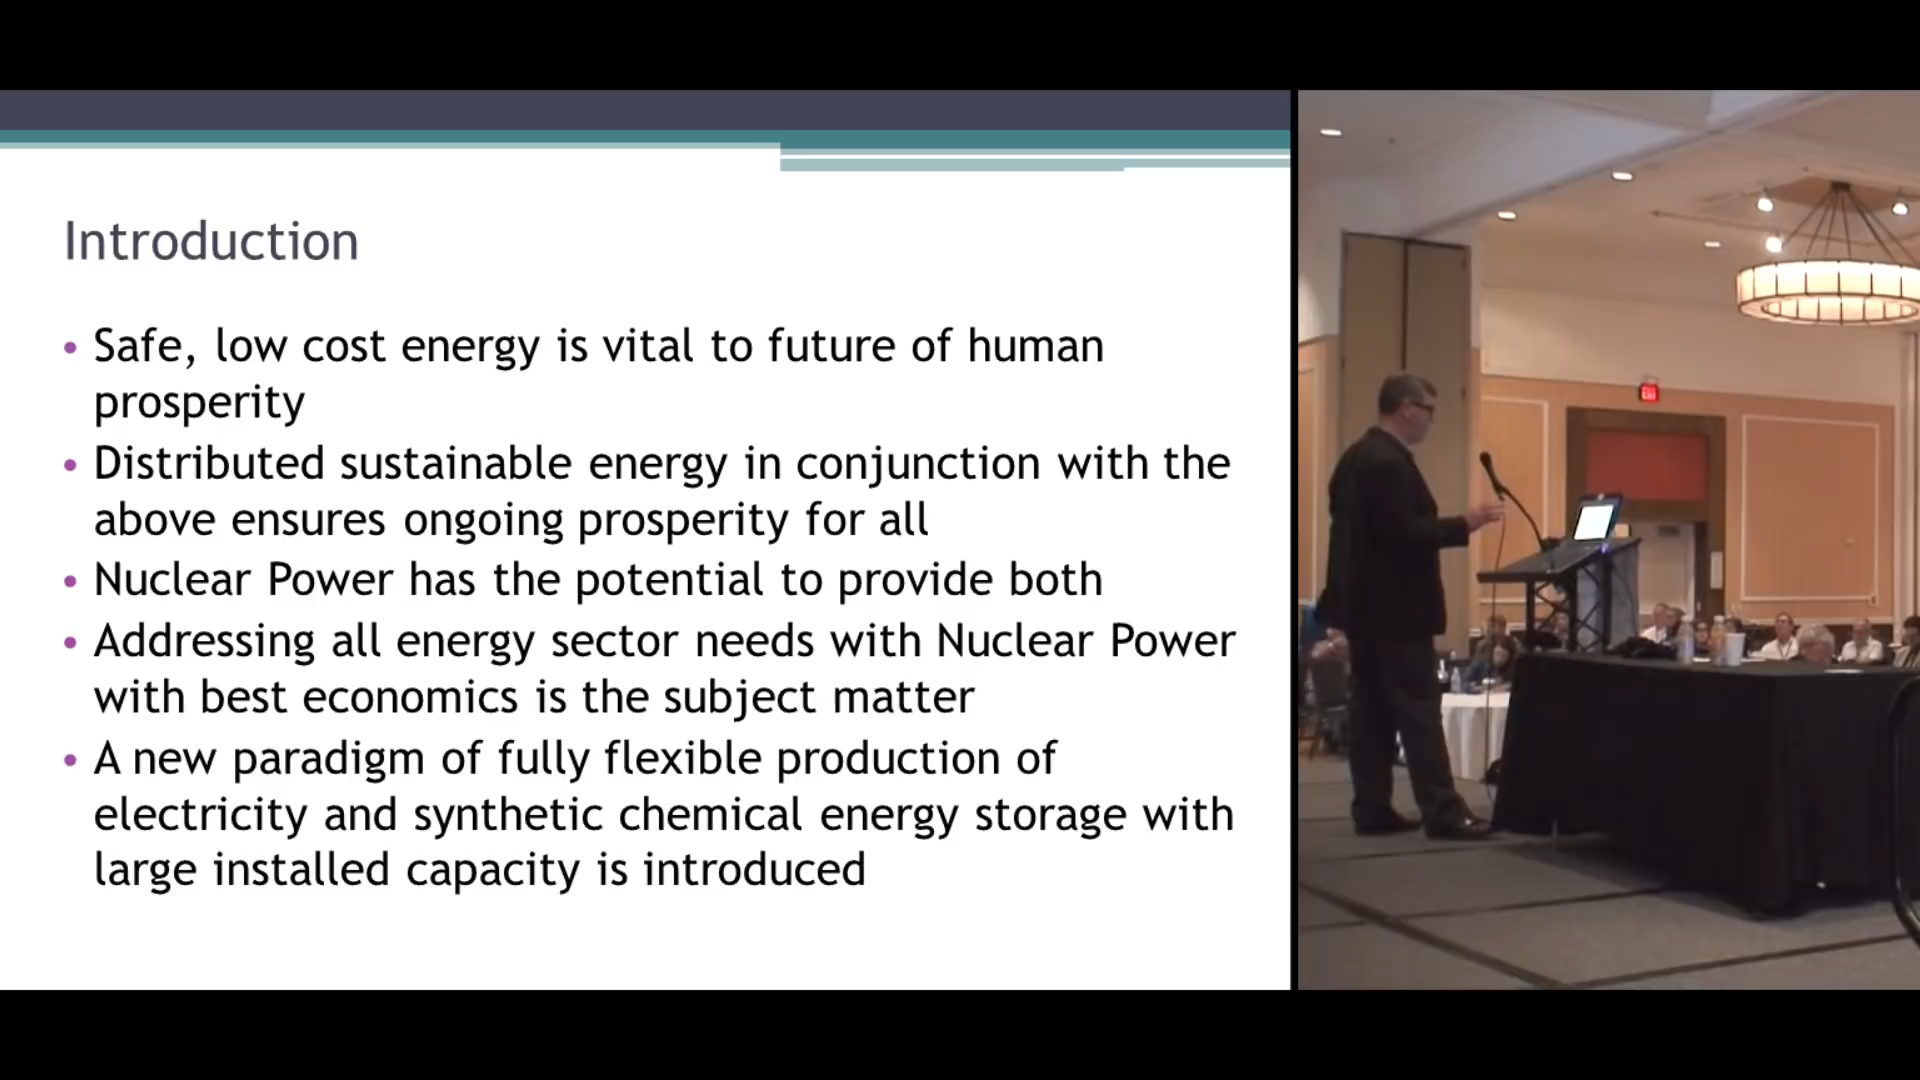 Introduction
• Safe, low cost energy is vital to future of human
prosperity
• Distributed sustainable energy in conjunction with the
above ensures ongoing prosperity for all
• Nuclear Power has the potential to provide both
• Addressing all energy sector needs with Nuclear Power
with best economics is the subject matter
• A new paradigm of fully flexible production of
electricity and synthetic chemical energy storage with
large installed capacity is introduced
EXIT